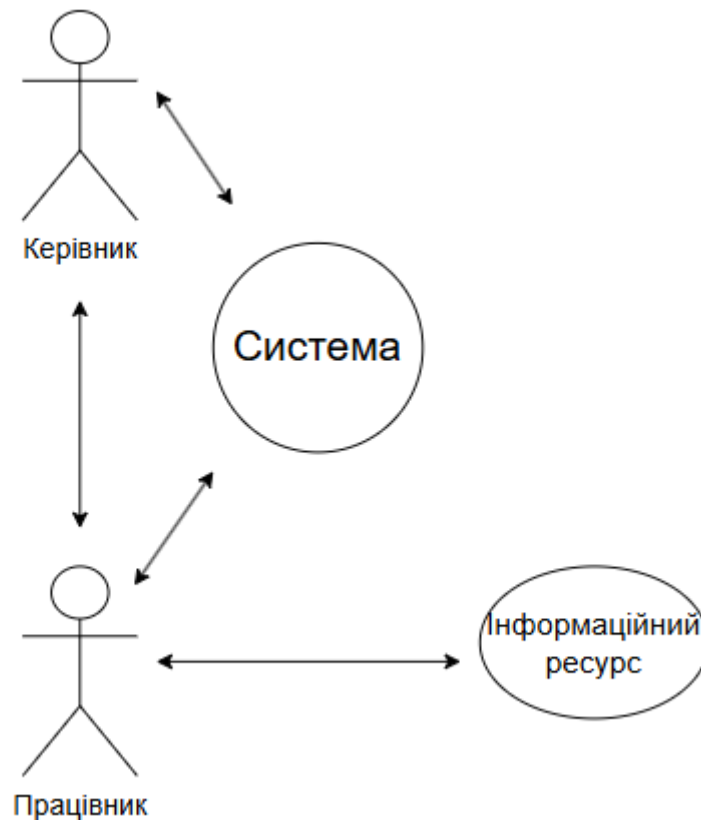 Керівник
Система
Інформаційний
ресурс
Працівник